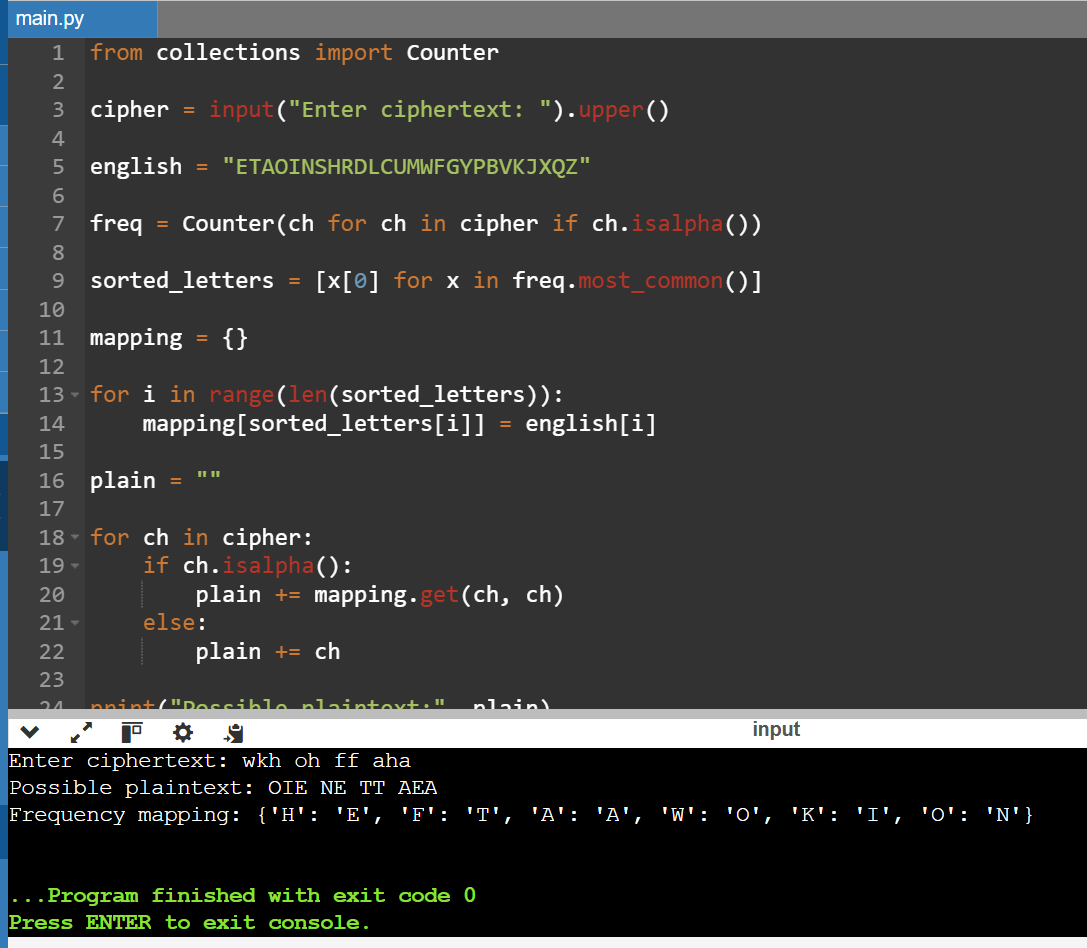 main.py
1 from collections import Counter
2
3 cipher = input("Enter ciphertext: ").upper()
4
5 english = "ETAOINSHRDLCUMWFGYPBVKJXQZ"
6
7 freq = Counter(ch for ch in cipher if ch.isalpha())
8
9 sorted_letters = [x[0] for x in freq.most_common()]
10
11 mapping = {}
12
13 for i in range(len(sorted_letters)):
14     mapping[sorted_letters[i]] = english[i]
15
16 plain = ""
17
18 for ch in cipher:
19     if ch.isalpha():
20         plain += mapping.get(ch, ch)
21     else:
22         plain += ch
23
24 print("Possible plaintext:", plain)
input
Enter ciphertext: wkh oh ff aha
Possible plaintext: OIE NE TT AEA
Frequency mapping: {'H': 'E', 'F': 'T', 'A': 'A', 'W': 'O', 'K': 'I', 'O': 'N'}
...Program finished with exit code 0
Press ENTER to exit console.